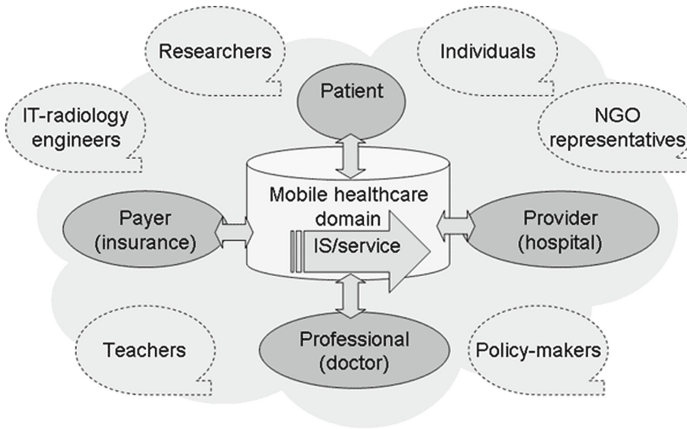 Researchers
Individuals
Patient
IT-radiology
engineers
NGO
representatives
Mobile healthcare
domain
IS/service
Payer
(insurance)
Provider
(hospital)
Teachers
Professional
(doctor)
Policy-makers